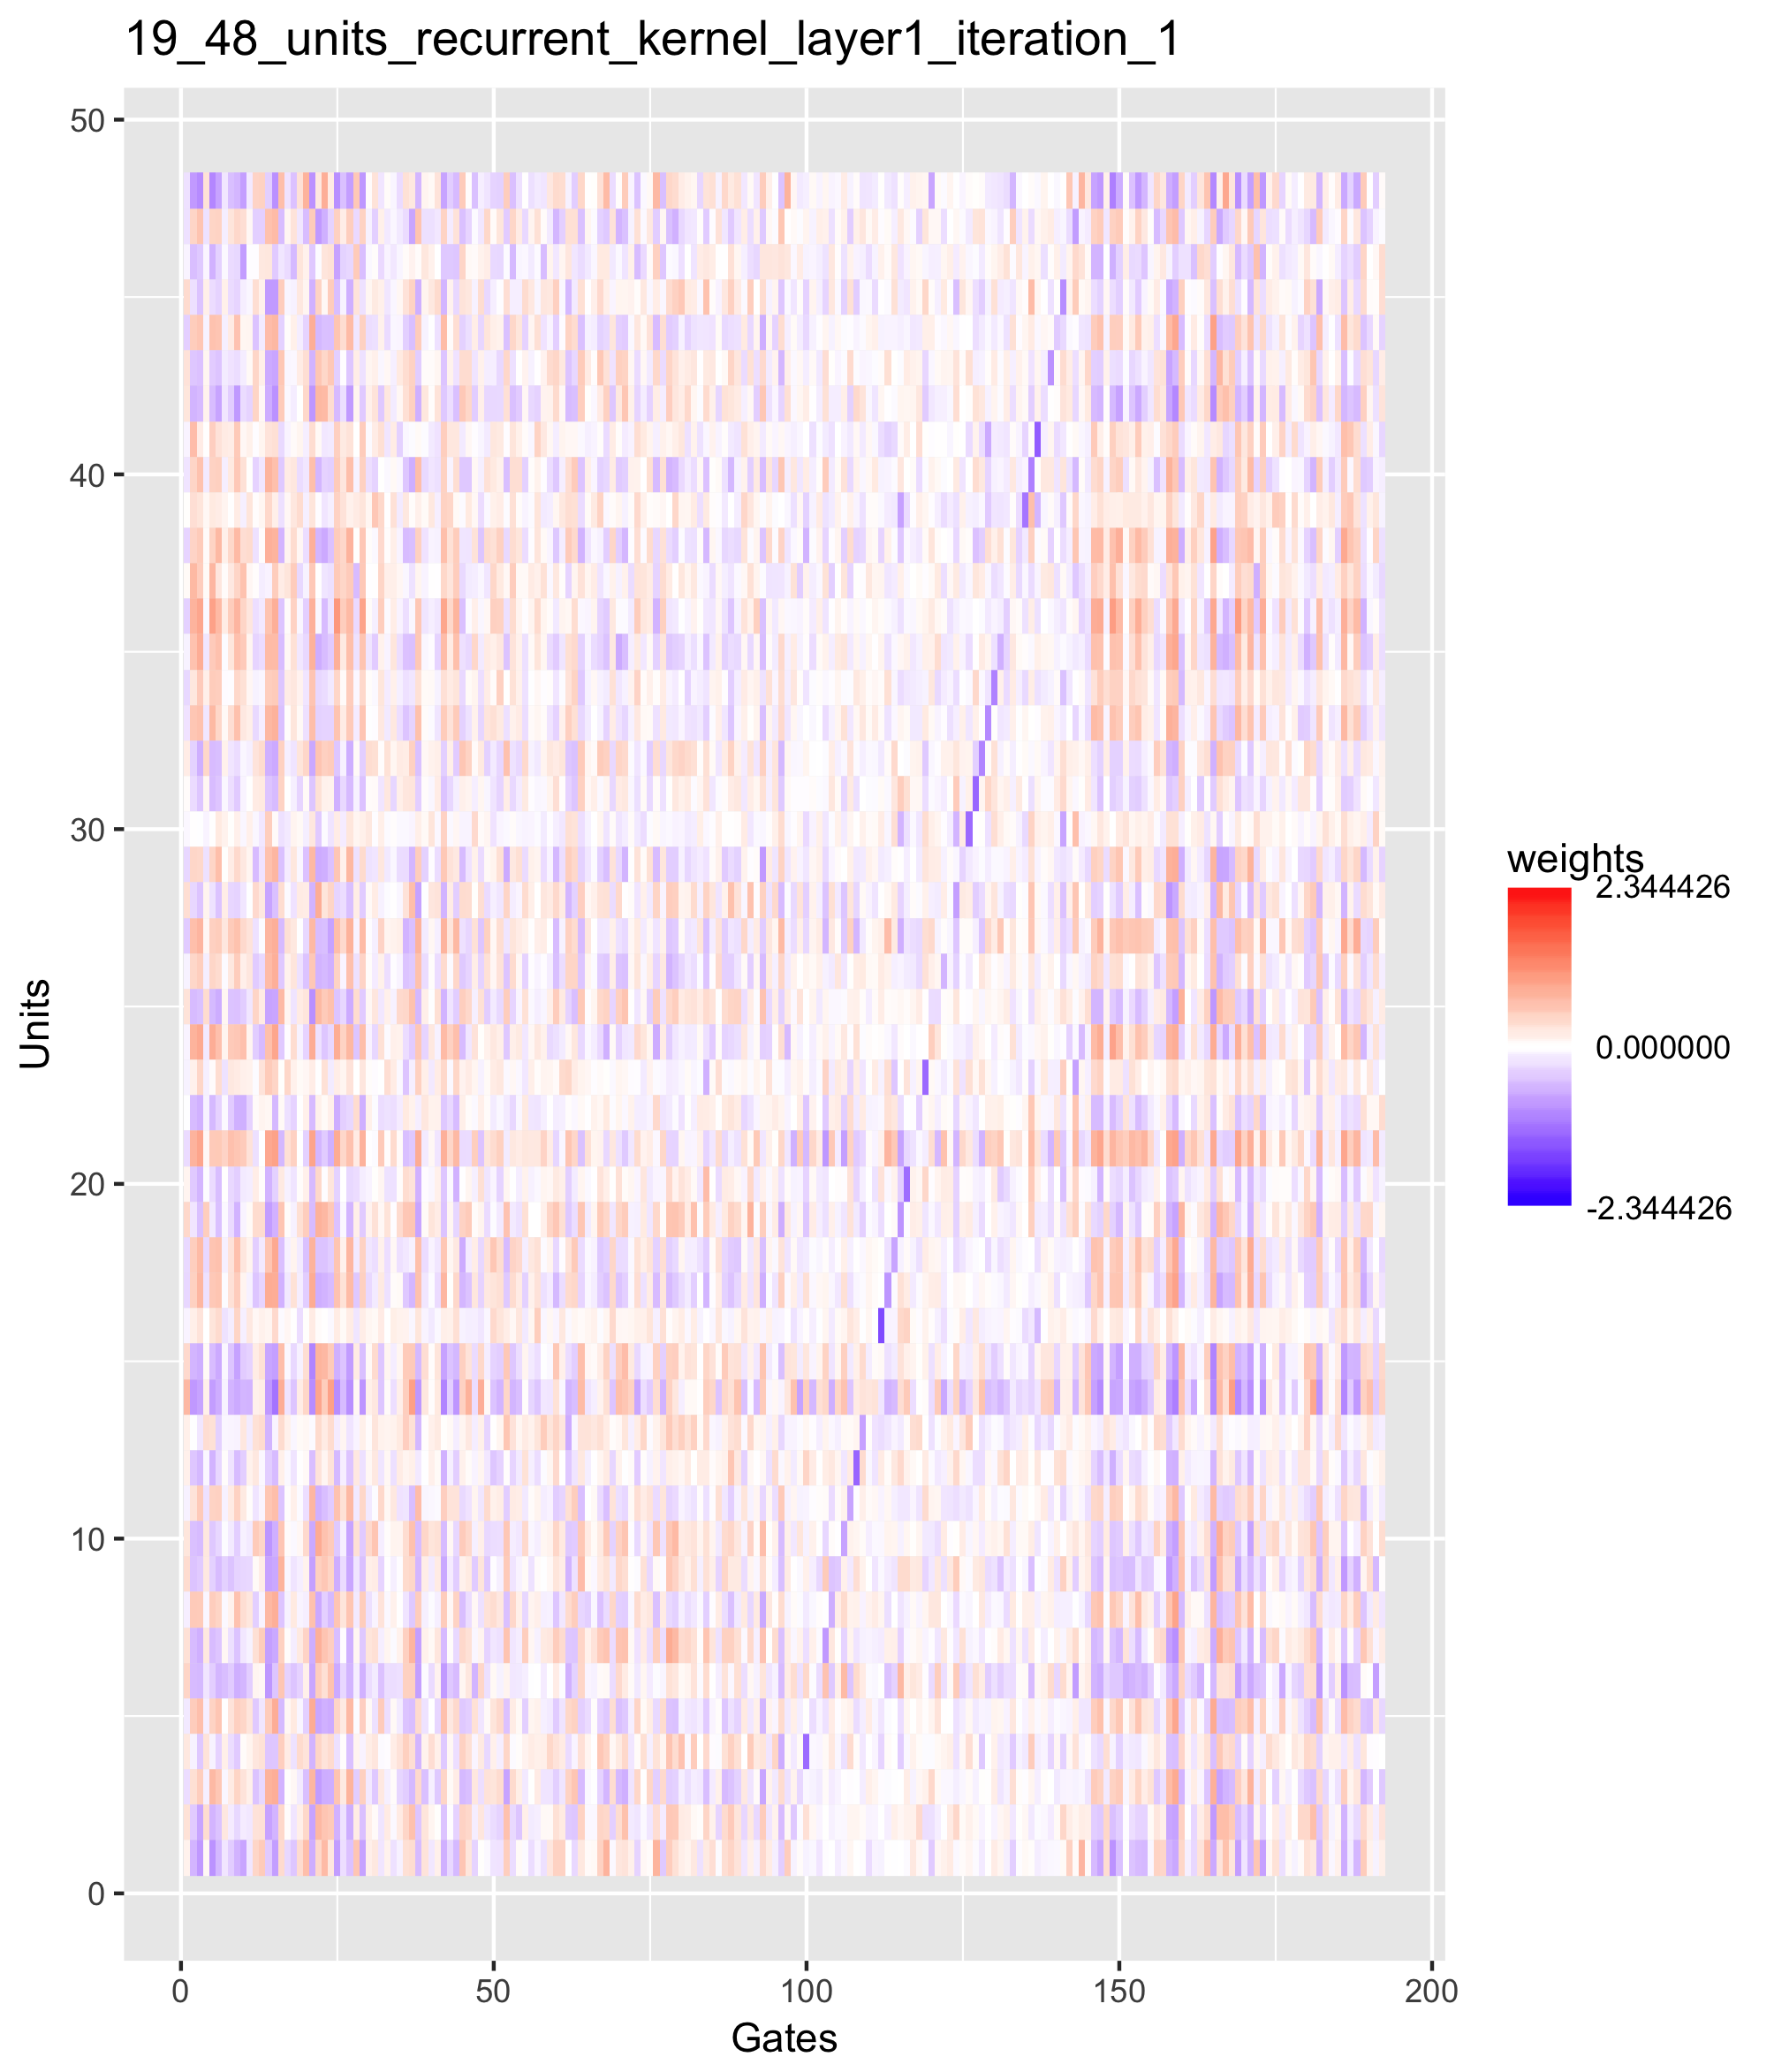 19_48_units_recurrent_kernel_layer1_iteration_1
50
40
30
20
10
0
Units
0 50 100 150 200
Gates
weights
2.344426
0.000000
-2.344426